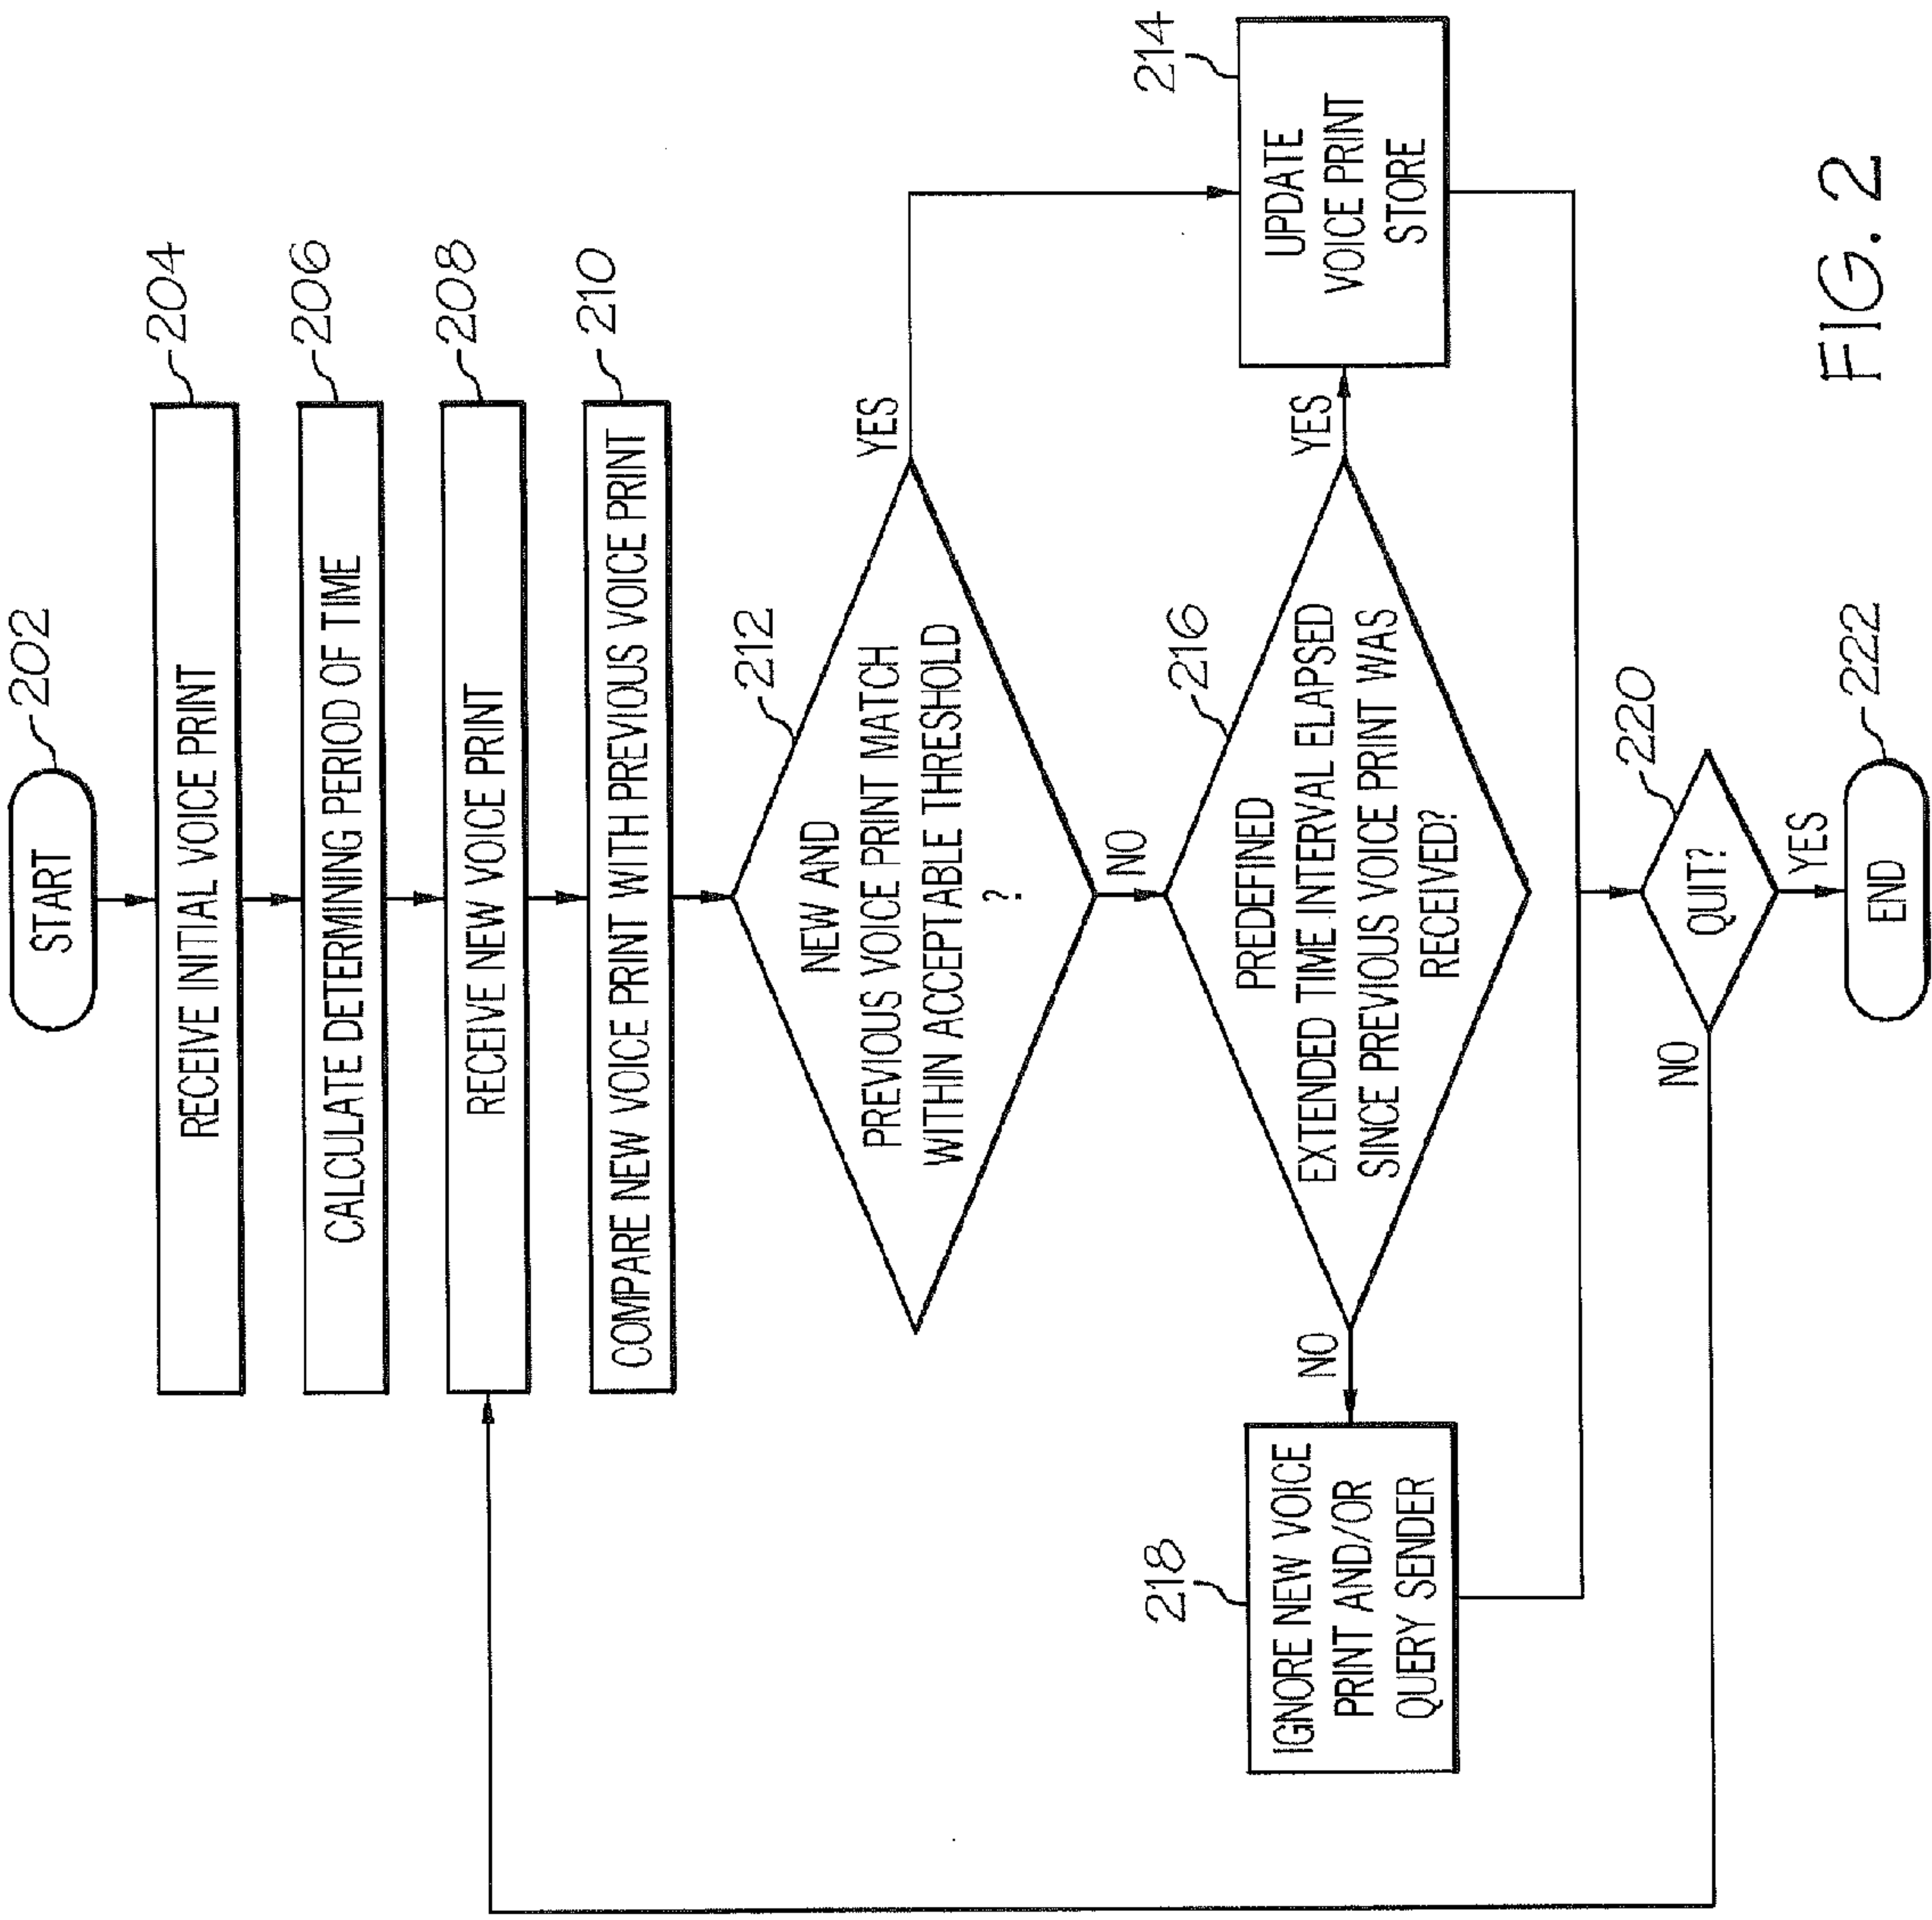 START
202
RECEIVE INITIAL VOICE PRINT
204
CALCULATE DETERMINING PERIOD OF TIME
206
RECEIVE NEW VOICE PRINT
208
COMPARE NEW VOICE PRINT WITH PREVIOUS VOICE PRINT
210
212
NEW AND
PREVIOUS VOICE PRINT MATCH
WITHIN ACCEPTABLE THRESHOLD
?
YES
NO
214
UPDATE
VOICE PRINT
STORE
216
PREDEFINED
EXTENDED TIME INTERVAL ELAPSED
SINCE PREVIOUS VOICE PRINT WAS
RECEIVED?
YES
NO
218
IGNORE NEW VOICE
PRINT AND/OR
QUERY SENDER
220
QUIT?
NO
YES
END
222
FIG. 2